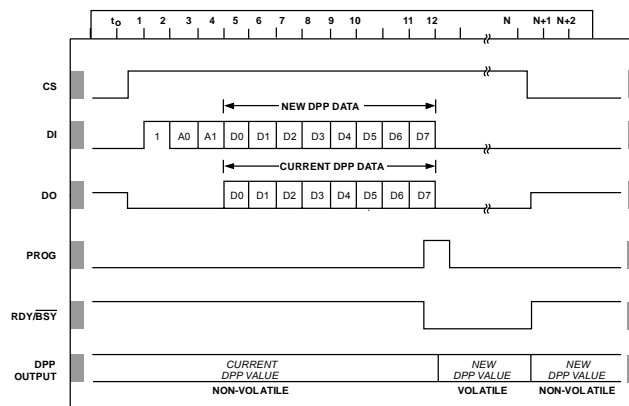 to 1 2 3 4 5 6 7 8 9 10 11 12 N N+1 N+2
CS
NEW DPP DATA
DI 1 A0 A1 D0 D1 D2 D3 D4 D5 D6 D7
CURRENT DPP DATA
DO D0 D1 D2 D3 D4 D5 D6 D7
PROG
RDY/BSY
DPP
OUTPUT
CURRENT
DPP VALUE
NON-VOLATILE
NEW
DPP VALUE
VOLATILE
NEW
DPP VALUE
NON-VOLATILE